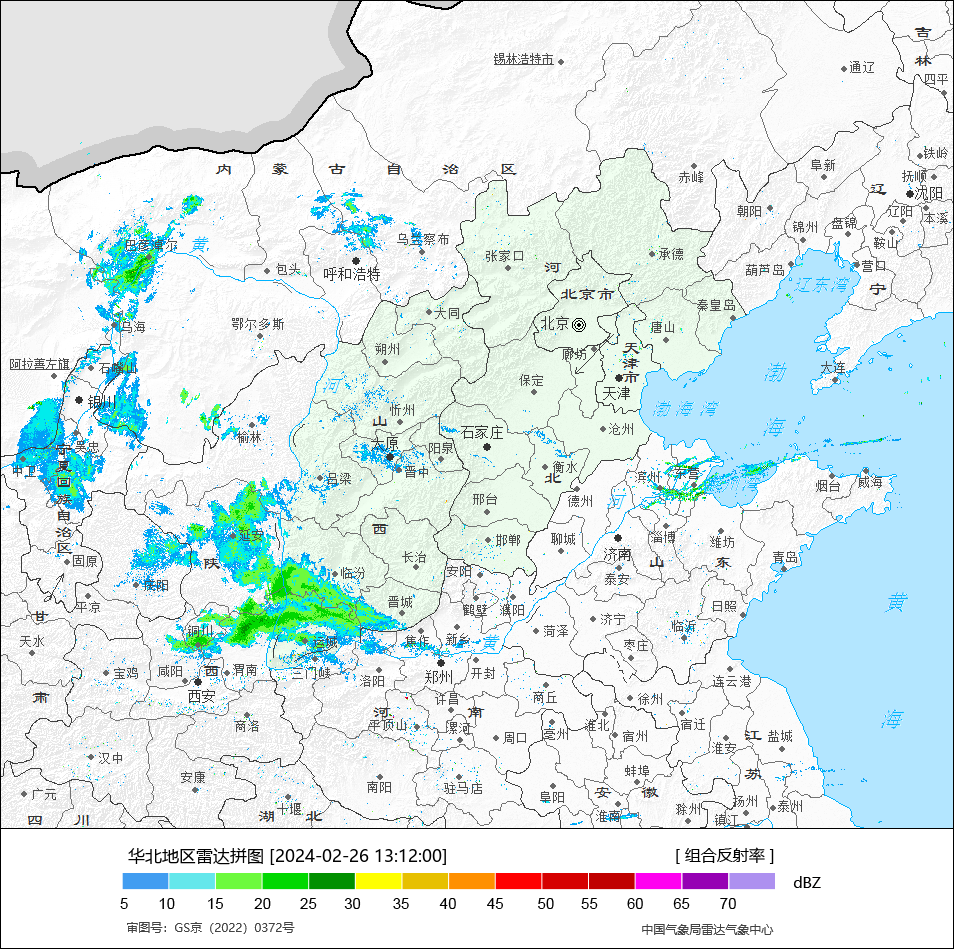 吉
林
锡林浩特市
通辽
四平
内 蒙 古 自 治 区
铁岭
阜新
抚顺
赤峰
辽
沈阳
朝阳
辽阳
本溪
锦州
盘锦
鞍山
黄
乌兰察布
巴彦淖尔
张家口
承德
河
呼和浩特
包头
葫芦岛
营口
辽东湾
宁
北京市
秦皇岛
大同
北京
鄂尔多斯
乌海
唐山
天
津
市
朔州
廊坊
阿拉善左旗
石嘴山
保定
大连
渤
天津
河
银川
忻州
渤海湾
山
石家庄
沧州
海
榆林
太原
阳泉
吴忠
宁
夏
回
族
自
治
区
中卫
晋中
衡水
北
吕梁
滨州
东营
烟台
威海
邢台
德州
河
西
延安
邯郸
聊城
济南
淄博
潍坊
青岛
固原
陕
长治
临汾
安阳
山 东
泰安
庆阳
平凉
晋城
鹤壁
濮阳
日照
黄
甘
铜川
济宁
临沂
天水
运城
焦作
新乡
黄
菏泽
枣庄
宝鸡
咸阳
西
渭南
三门峡
洛阳
郑州
开封
连云港
肃
西安
许昌
商丘
徐州
河 南
商洛
平顶山
漯河
周口
亳州
淮北
宿州
宿迁
海
江
淮安
盐城
汉中
安康
南阳
驻马店
阜阳
蚌埠
苏
安 徽
广元
十堰
滁州
扬州
泰州
四 川
湖 北
淮南
镇江
华北地区雷达拼图 [2024-02-26 13:12:00]
[ 组合反射率 ]
dBZ
5 10 15 20 25 30 35 40 45 50 55 60 65 70
审图号：GS京（2022）0372号
中国气象局雷达气象中心